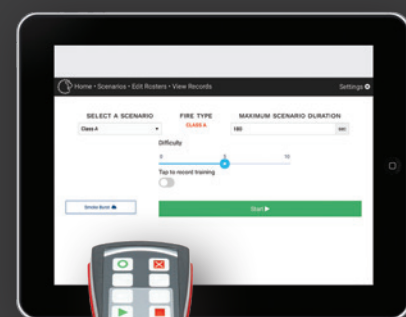 Home • Scenarios • Edit Rosters • View Records Settings
SELECT A SCENARIO FIRE TYPE MAXIMUM SCENARIO DURATION
Class A CLASS A 180 sec
Difficulty
0 5 10
Tap to record training
Smoke Burst Start